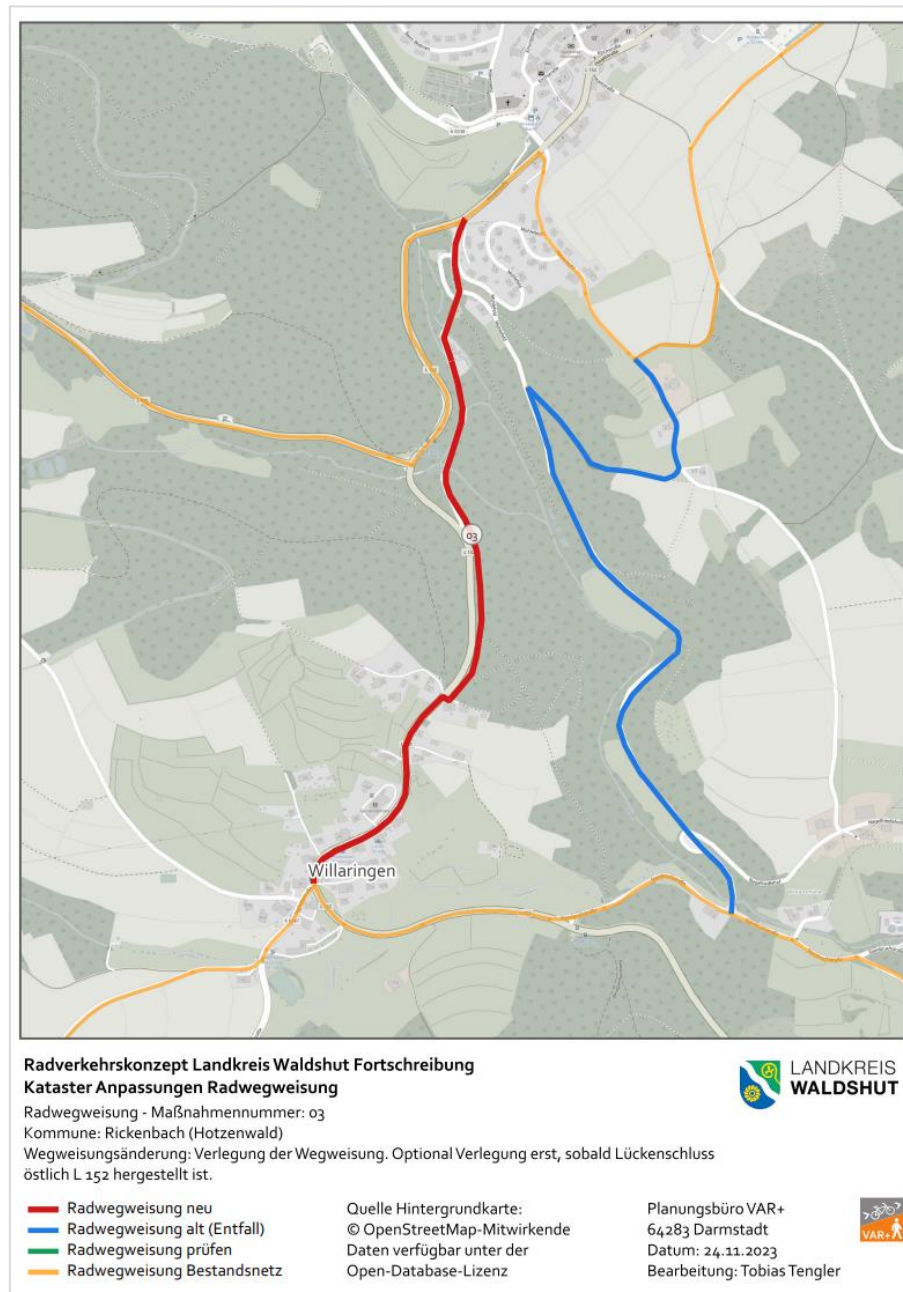 L 152
03
Willaringen
Radverkehrskonzept Landkreis Waldshut Fortschreibung
Kataster Anpassungen Radwegweisung
Radwegweisung - Maßnahmennummer: 03
Kommune: Rickenbach (Hotzenwald)
Wegweisungsänderung: Verlegung der Wegweisung. Optional Verlegung erst, sobald Lückenschluss
östlich L 152 hergestellt ist.
LANDKREIS
WALDSHUT
Radwegweisung neu
Radwegweisung alt (Entfall)
Radwegweisung prüfen
Radwegweisung Bestandsnetz
Quelle Hintergrundkarte:
© OpenStreetMap-Mitwirkende
Daten verfügbar unter der
Open-Database-Lizenz
Planungsbüro VAR+
64283 Darmstadt
Datum: 24.11.2023
Bearbeitung: Tobias Tengler
VAR+